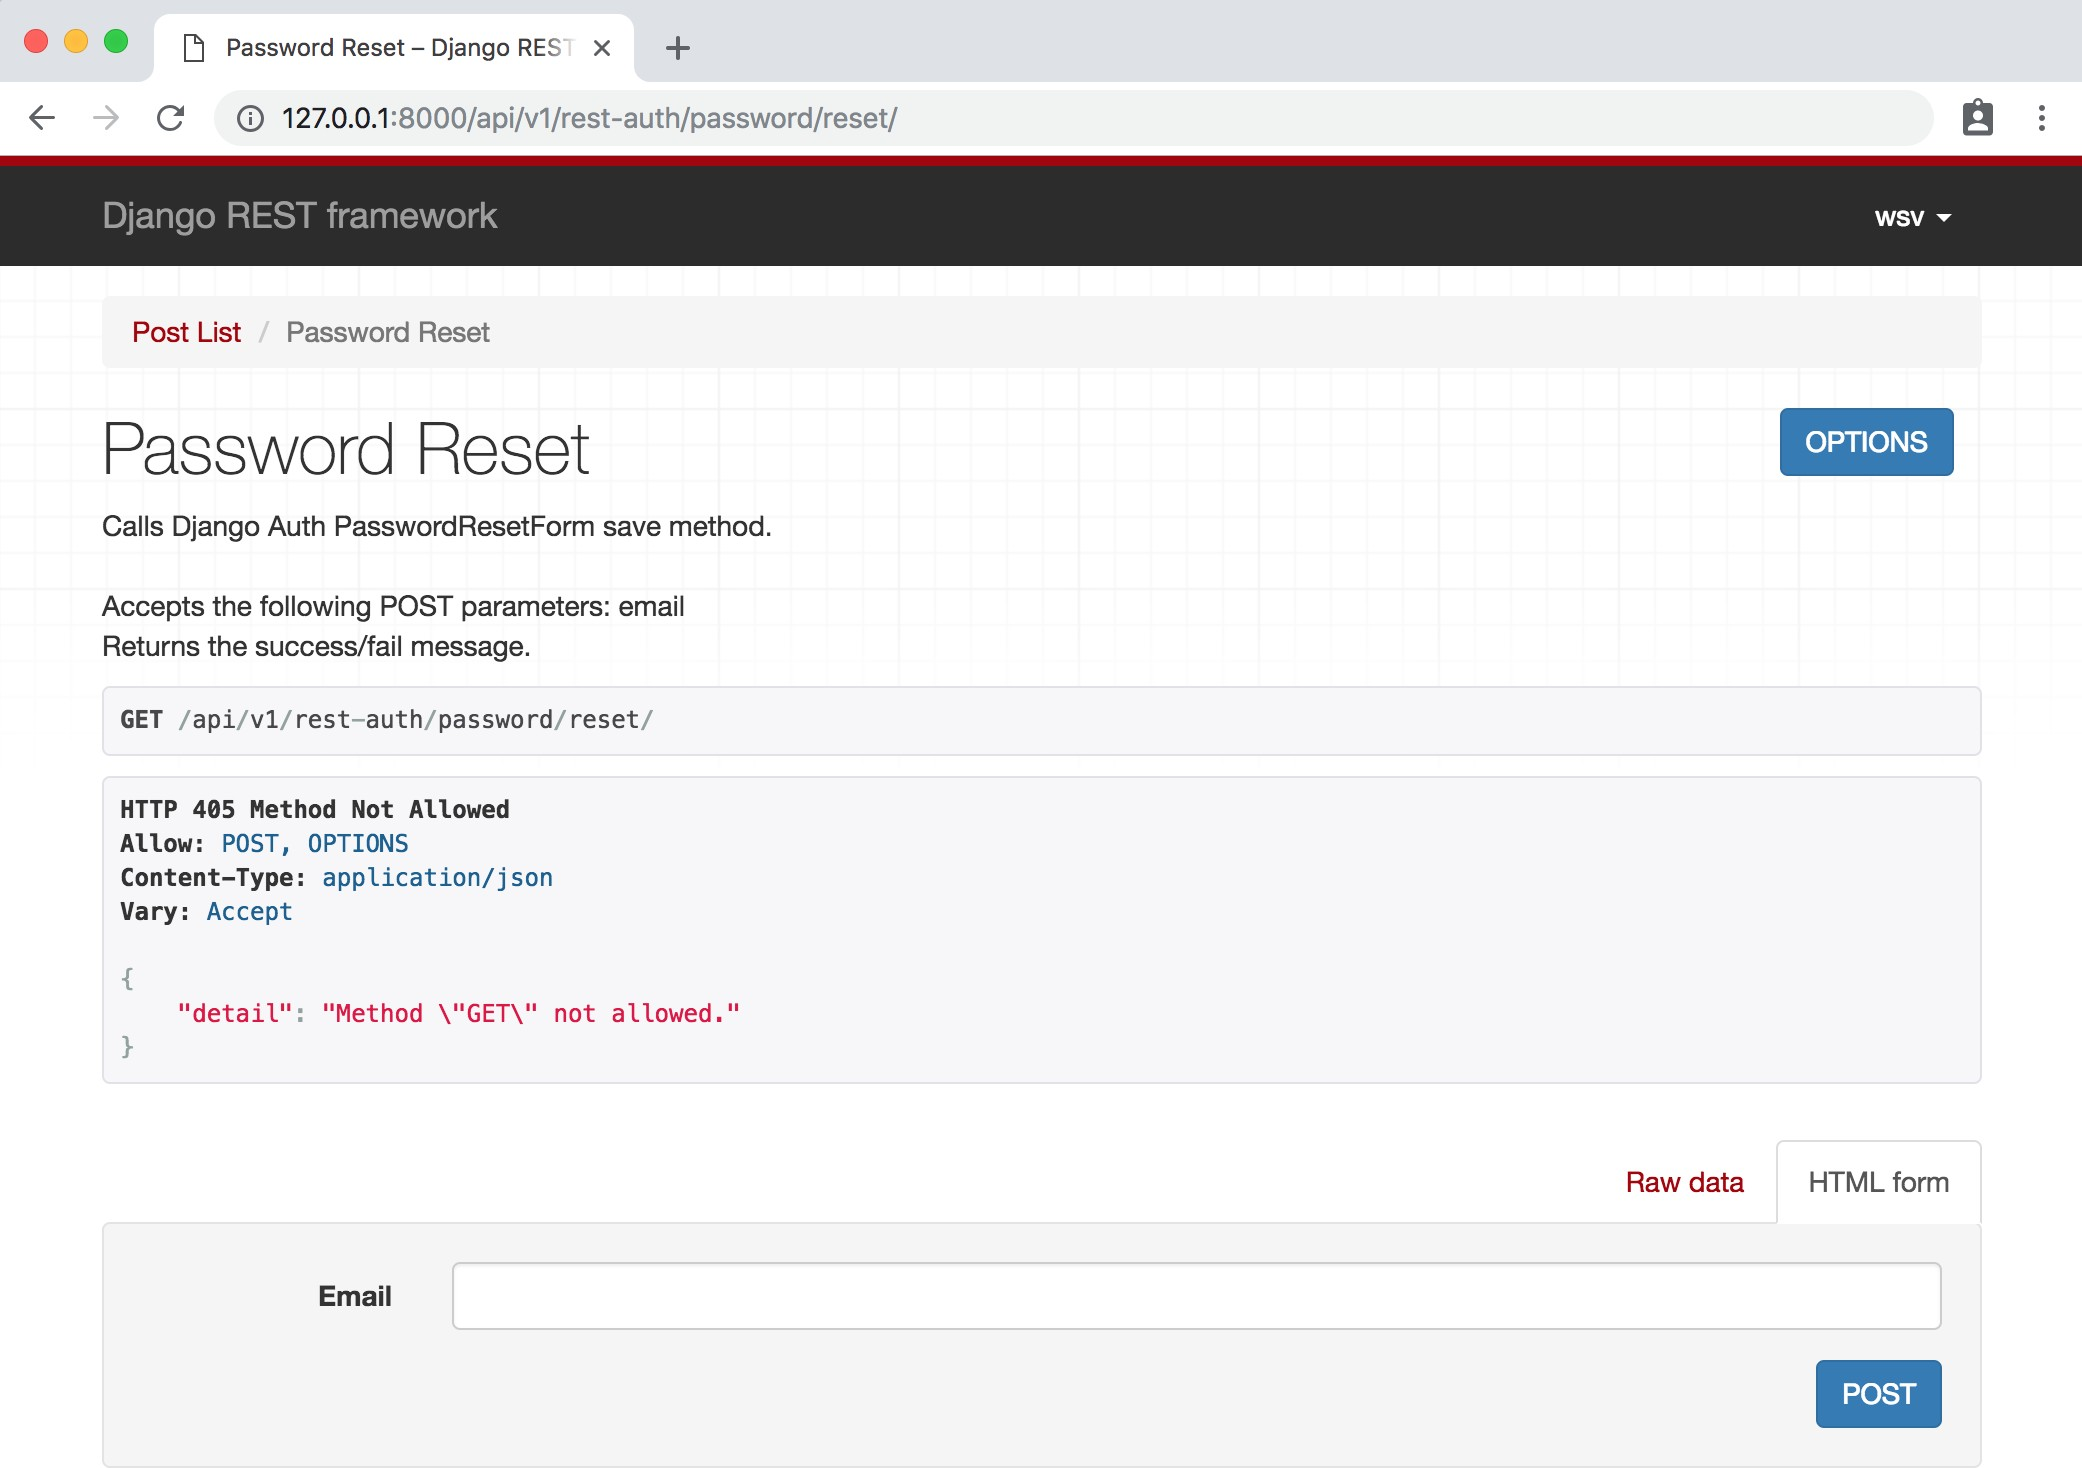 Password Reset – Django REST
127.0.0.1:8000/api/v1/rest-auth/password/reset/
Django REST framework
wsv
Post List / Password Reset
Password Reset
OPTIONS
Calls Django Auth PasswordResetForm save method.
Accepts the following POST parameters: email
Returns the success/fail message.
GET /api/v1/rest-auth/password/reset/
HTTP 405 Method Not Allowed
Allow: POST, OPTIONS
Content-Type: application/json
Vary: Accept
{
    "detail": "Method \"GET\" not allowed."
}
Raw data
HTML form
Email
POST